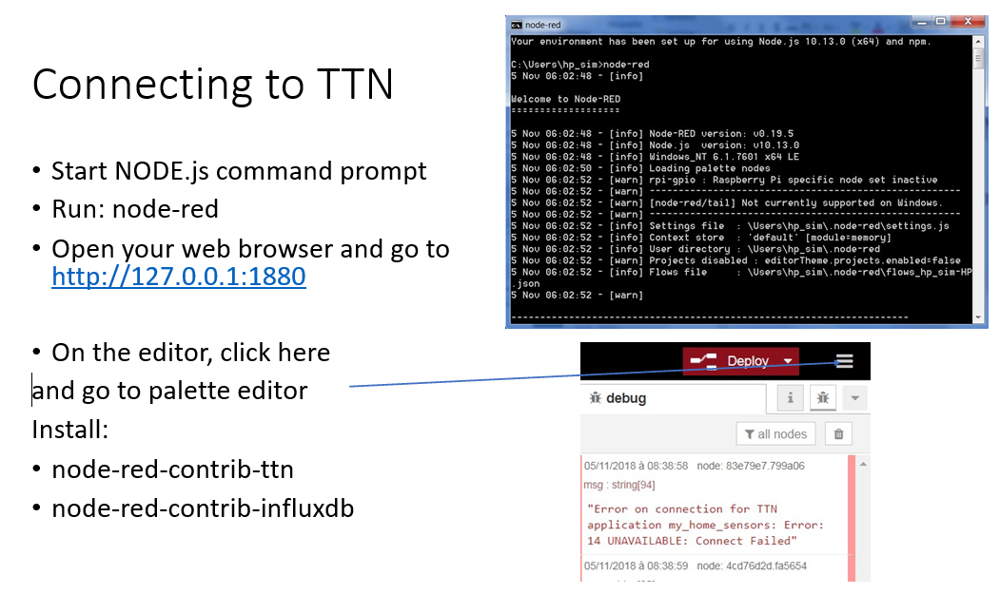 Connecting to TTN
• Start NODE.js command prompt
• Run: node-red
• Open your web browser and go to
http://127.0.0.1:1880
• On the editor, click here
and go to palette editor
Install:
• node-red-contrib-ttn
• node-red-contrib-influxdb
node-red
Your environment has been set up for using Node.js 10.13.0 (x64) and npm.
C:\Users\hp_sim>node-red
5 Nov 06:02:48 - [info]
Welcome to Node-RED
===================
5 Nov 06:02:48 - [info] Node-RED version: v0.19.5
5 Nov 06:02:48 - [info] Node.js  version: v10.13.0
5 Nov 06:02:48 - [info] Windows_NT 6.1.7601 x64 LE
5 Nov 06:02:50 - [info] Loading palette nodes
5 Nov 06:02:52 - [warn] rpi-gpio : Raspberry Pi specific node set inactive
5 Nov 06:02:52 - [warn] ------------------------------------------------------
5 Nov 06:02:52 - [warn] [node-red/tail] Not currently supported on Windows.
5 Nov 06:02:52 - [warn] ------------------------------------------------------
5 Nov 06:02:52 - [info] Settings file  : \Users\hp_sim\.node-red\settings.js
5 Nov 06:02:52 - [info] Context store  : 'default' [module=memory]
5 Nov 06:02:52 - [info] User directory : \Users\hp_sim\.node-red
5 Nov 06:02:52 - [warn] Projects disabled : editorTheme.projects.enabled=false
5 Nov 06:02:52 - [info] Flows file     : \Users\hp_sim\.node-red\flows_hp_sim-HP
.json
5 Nov 06:02:52 - [warn]
---------------------------------------------------------------------
Deploy
debug
i
all nodes
05/11/2018 à 08:38:58 node: 83e79e7.799a06
msg : string[94]
"Error on connection for TTN
application my_home_sensors: Error:
14 UNAVAILABLE: Connect Failed"
05/11/2018 à 08:38:59 node: 4cd76d2d.fa5654